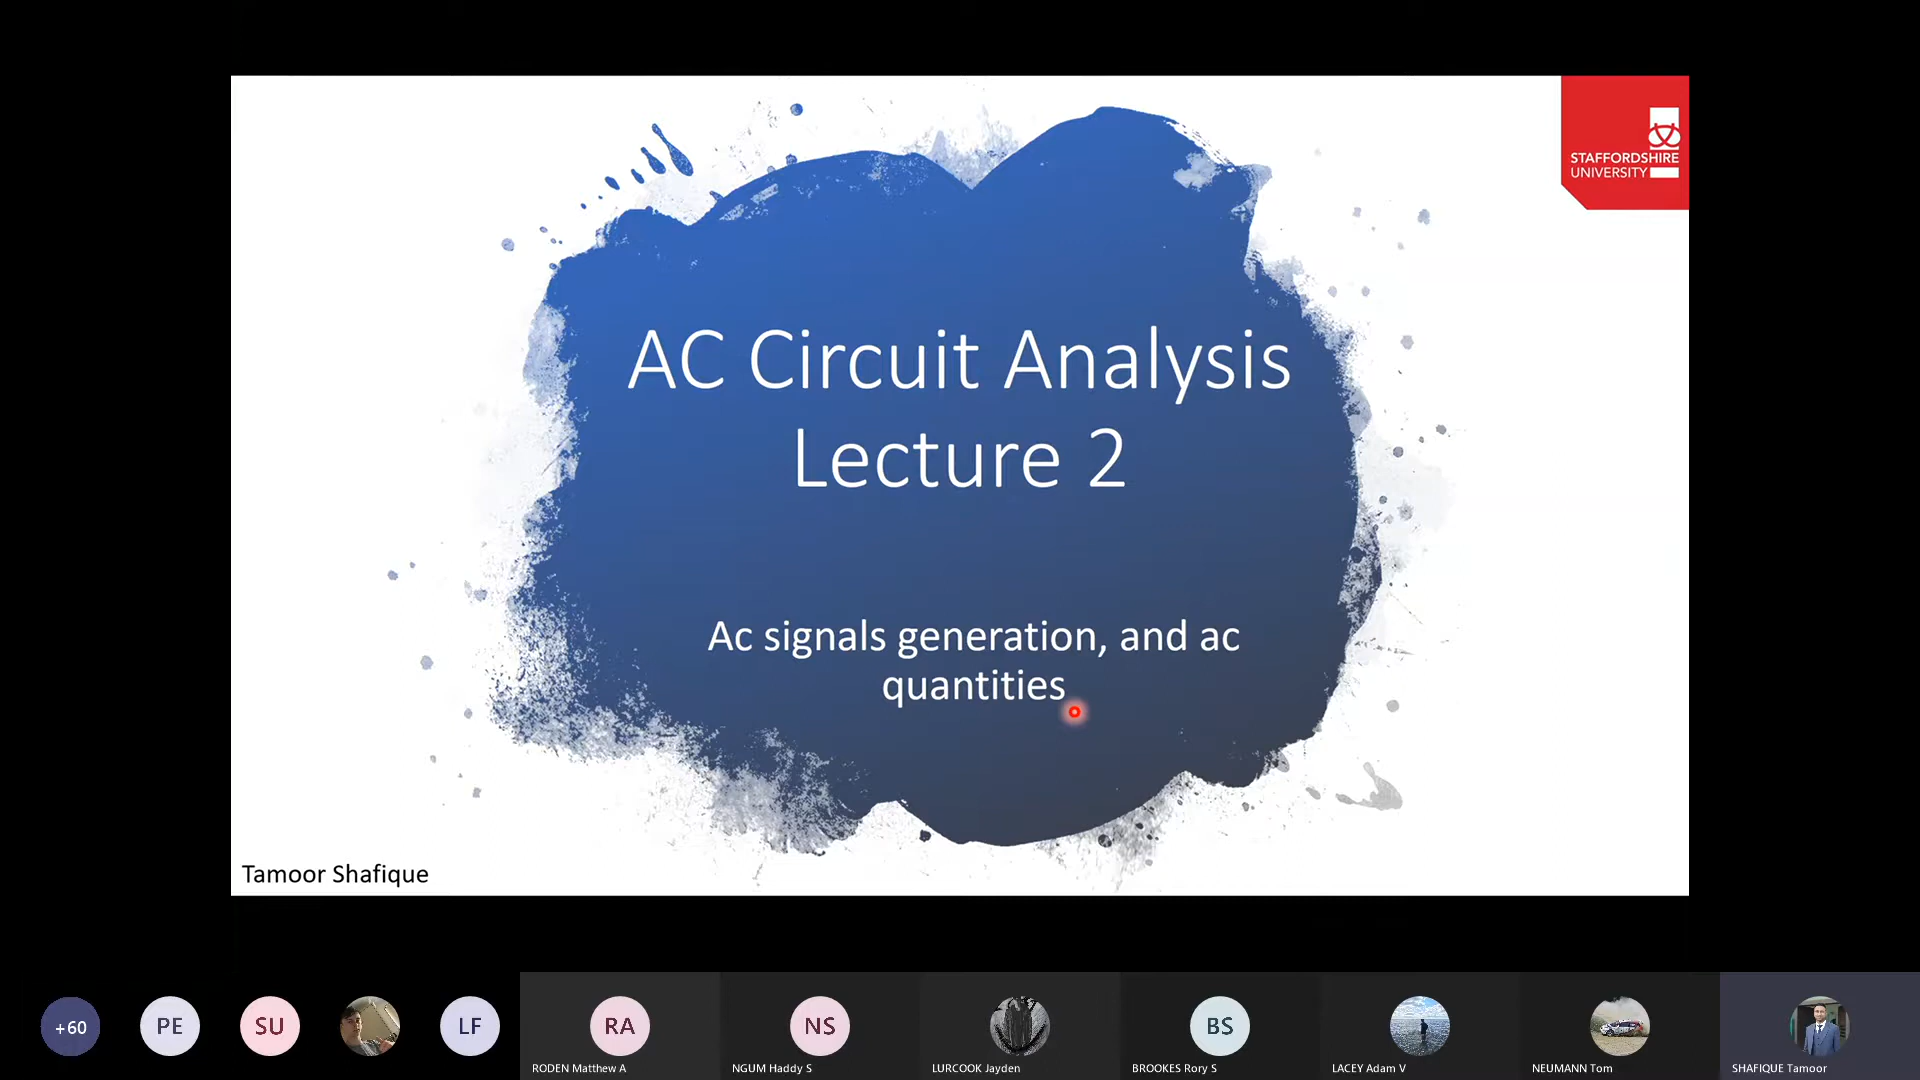 STAFFORDSHIRE
UNIVERSITY
AC Circuit Analysis
Lecture 2
Ac signals generation, and ac
quantities
Tamoor Shafique
+60
PE
SU
LF
RA
NS
BS
RODEN Matthew A
NGUM Haddy S
LURCOOK Jayden
BROOKES Rory S
LACEY Adam V
NEUMANN Tom
SHAFIQUE Tamoor